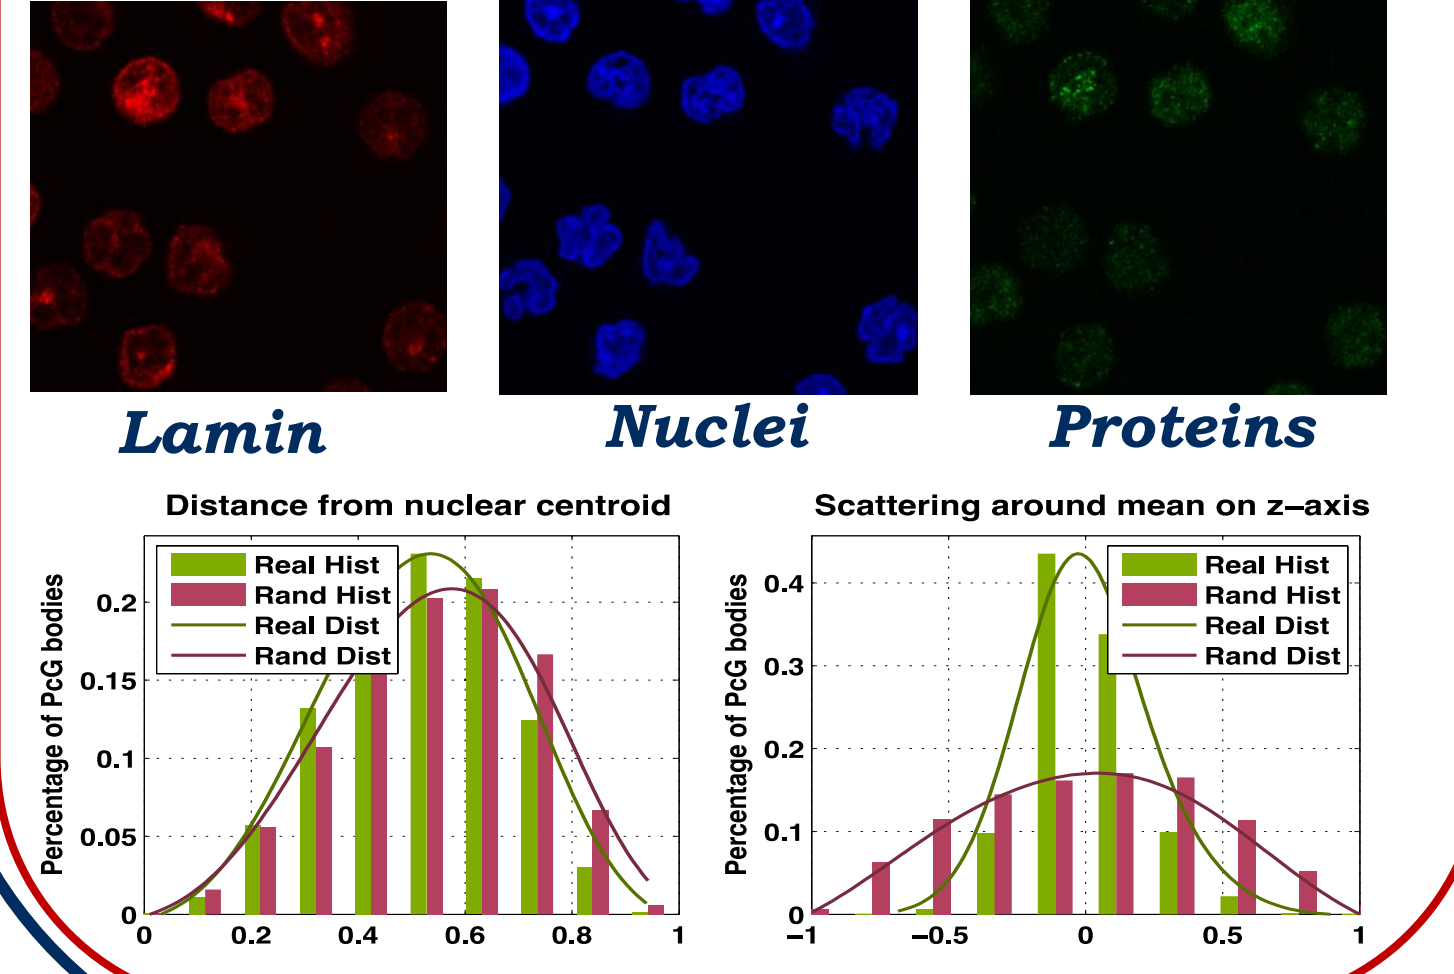 Lamin
Nuclei
Proteins
Distance from nuclear centroid
Percentage of PcG bodies
0.2
0.15
0.1
0.05
0
Real Hist
Rand Hist
Real Dist
Rand Dist
0 0.2 0.4 0.6 0.8 1
Scattering around mean on z–axis
Percentage of PcG bodies
0.4
0.3
0.2
0.1
0
Real Hist
Rand Hist
Real Dist
Rand Dist
–1 –0.5 0 0.5 1